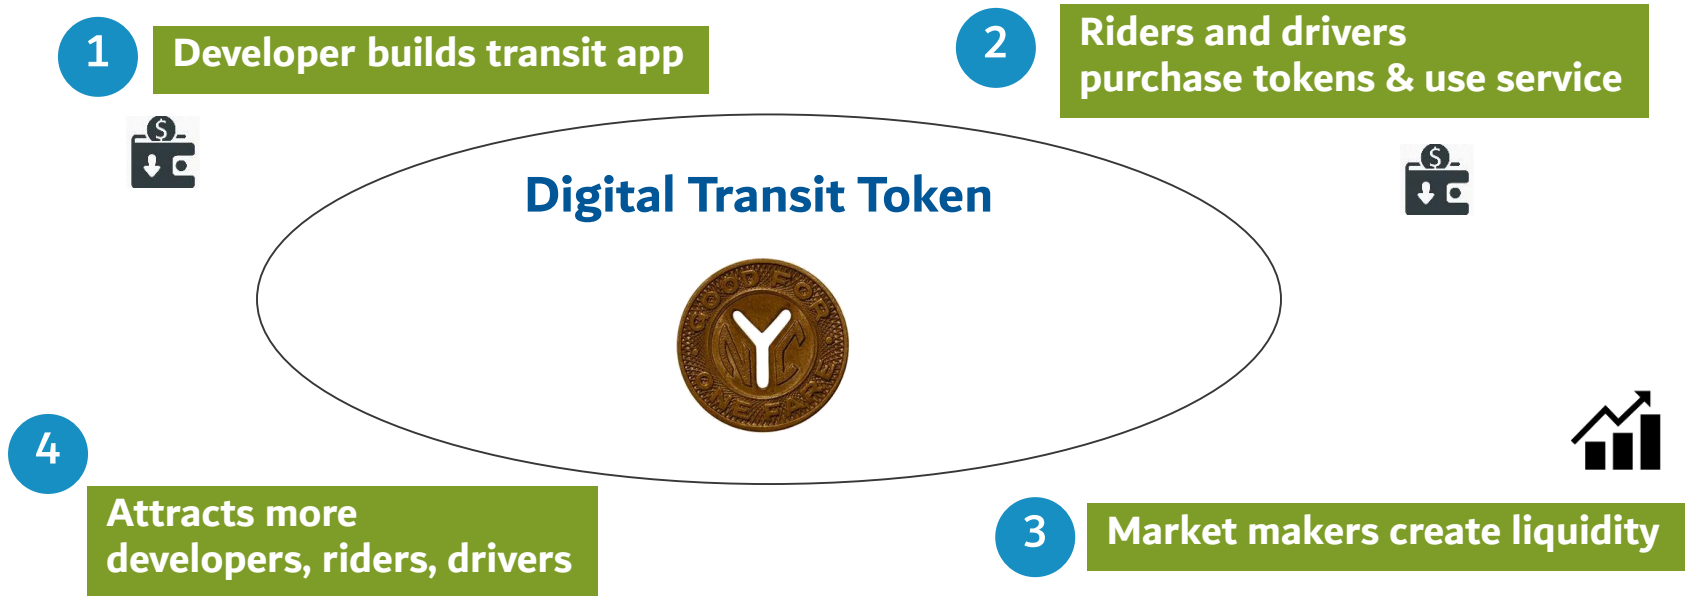 1
Developer builds transit app
2
Riders and drivers
purchase tokens & use service
$
$
Digital Transit Token
GOOD FOR
NYC
ONE FARE
4
Attracts more
developers, riders, drivers
3
Market makers create liquidity